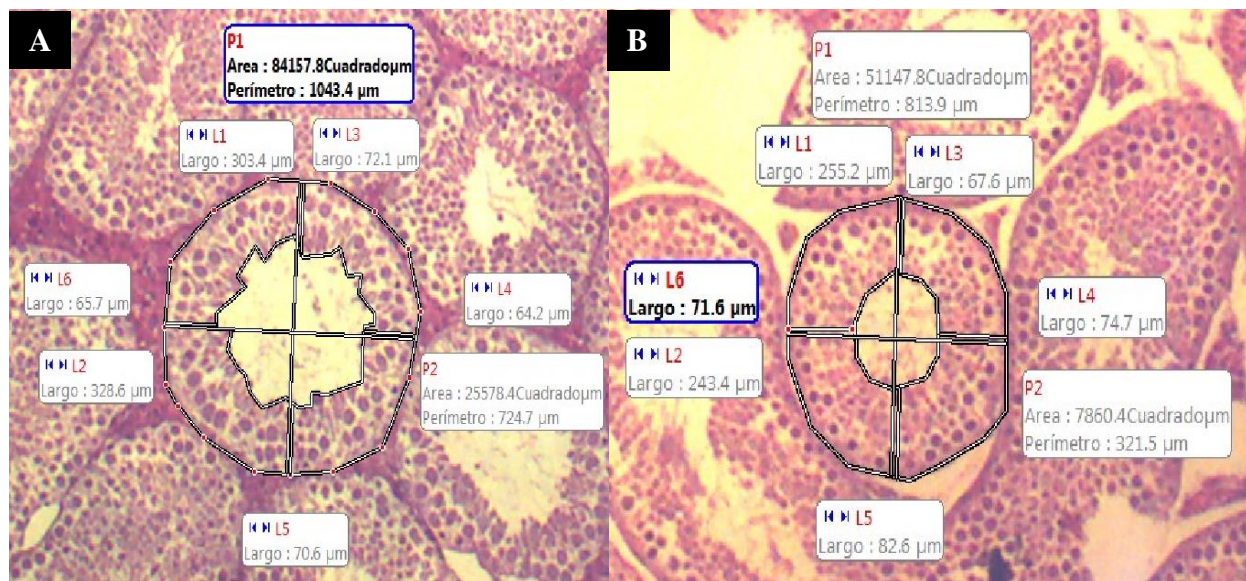 A
P1
Area : 84157.8Cuadradoµm
Perímetro : 1043.4 µm
L1
Largo : 303.4 µm
L3
Largo : 72.1 µm
L6
Largo : 65.7 µm
L4
Largo : 64.2 µm
L2
Largo : 328.6 µm
P2
Area : 25578.4Cuadradoµm
Perímetro : 724.7 µm
L5
Largo : 70.6 µm
B
P1
Area : 51147.8Cuadradoµm
Perímetro : 813.9 µm
L1
Largo : 255.2 µm
L3
Largo : 67.6 µm
L6
Largo : 71.6 µm
L4
Largo : 74.7 µm
L2
Largo : 243.4 µm
P2
Area : 7860.4Cuadradoµm
Perímetro : 321.5 µm
L5
Largo : 82.6 µm